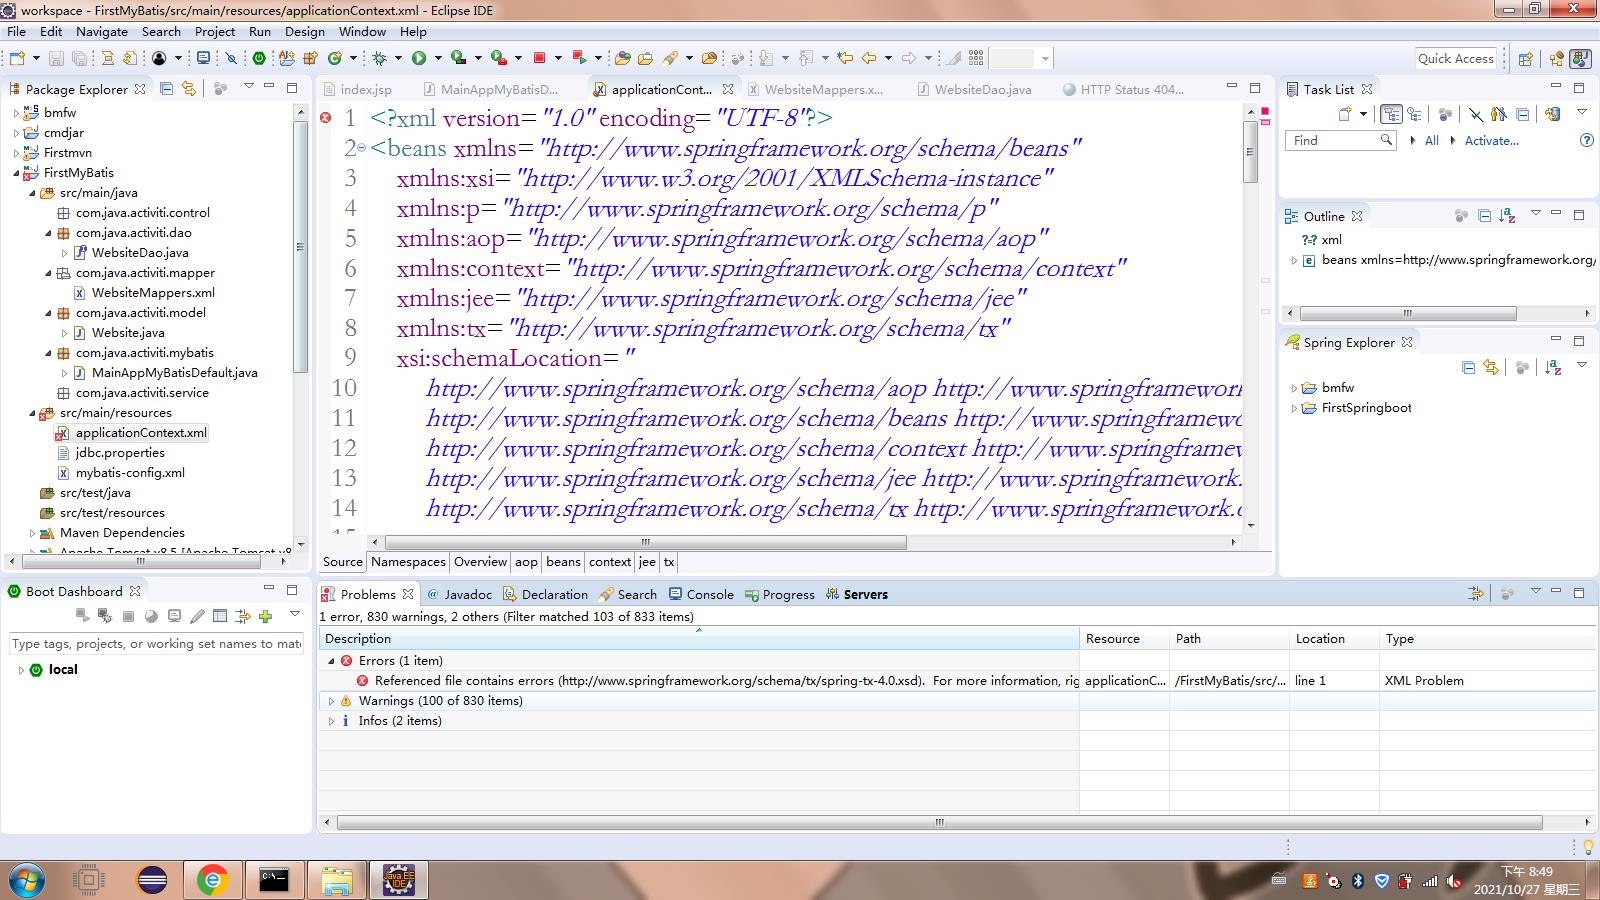 workspace - FirstMyBatis/src/main/resources/applicationContext.xml - Eclipse IDE
File Edit Navigate Search Project Run Design Window Help
Quick Access
Package Explorer
bmfw
cmdjar
Firstmvn
FirstMyBatis
src/main/java
com.java.activiti.control
com.java.activiti.dao
WebsiteDao.java
com.java.activiti.mapper
WebsiteMappers.xml
com.java.activiti.model
Website.java
com.java.activiti.mybatis
MainAppMyBatisDefault.java
com.java.activiti.service
src/main/resources
applicationContext.xml
jdbc.properties
mybatis-config.xml
src/test/java
src/test/resources
Maven Dependencies
Apache Tomcat v8.5 [Apache Tomcat v8
Boot Dashboard
Type tags, projects, or working set names to mat
local
index.jsp MainAppMyBatisD... applicationCont... WebsiteMappers.x... WebsiteDao.java HTTP Status 404...
1 <?xml version="1.0" encoding="UTF-8"?>
2 <beans xmlns="http://www.springframework.org/schema/beans"
3 xmlns:xsi="http://www.w3.org/2001/XMLSchema-instance"
4 xmlns:p="http://www.springframework.org/schema/p"
5 xmlns:aop="http://www.springframework.org/schema/aop"
6 xmlns:context="http://www.springframework.org/schema/context"
7 xmlns:jee="http://www.springframework.org/schema/jee"
8 xmlns:tx="http://www.springframework.org/schema/tx"
9 xsi:schemaLocation="
10 http://www.springframework.org/schema/aop http://www.springframework
11 http://www.springframework.org/schema/beans http://www.springframewo
12 http://www.springframework.org/schema/context http://www.springframew
13 http://www.springframework.org/schema/jee http://www.springframework.
14 http://www.springframework.org/schema/tx http://www.springframework.o
Source Namespaces Overview aop beans context jee tx
Problems Javadoc Declaration Search Console Progress Servers
1 error, 830 warnings, 2 others (Filter matched 103 of 833 items)
Description Resource Path Location Type
Errors (1 item)
Referenced file contains errors (http://www.springframework.org/schema/tx/spring-tx-4.0.xsd). For more information, rig applicationC... /FirstMyBatis/src/... line 1 XML Problem
Warnings (100 of 830 items)
Infos (2 items)
Task List
Find All Activate...
Outline
xml
beans xmlns=http://www.springframework.org/
Spring Explorer
bmfw
FirstSpringboot
Java EE
IDE
下午 8:49
2021/10/27 星期三